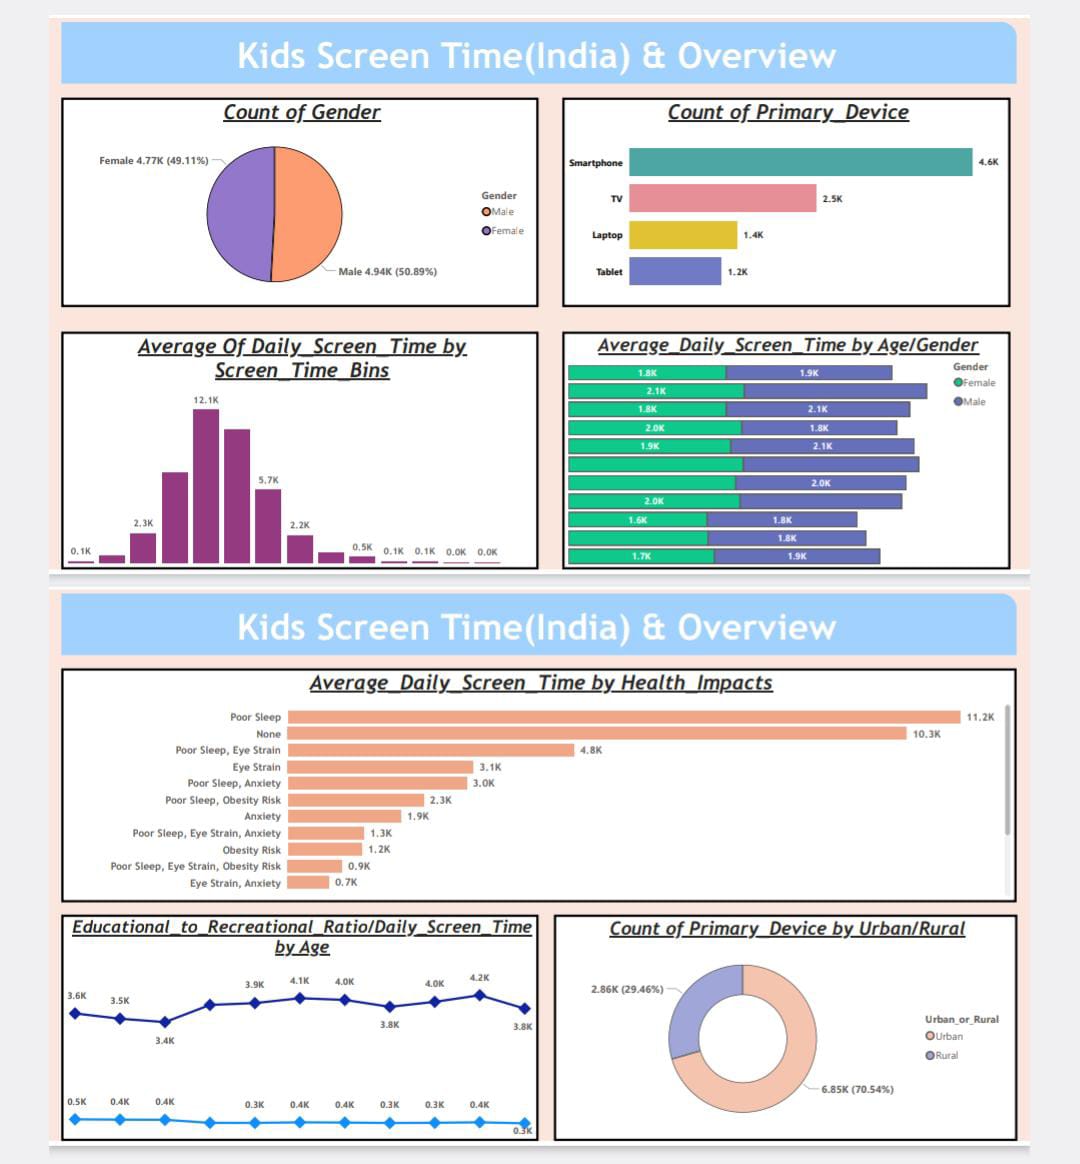 Kids Screen Time(India) & Overview
Count of Gender
Female 4.77K (49.11%)
Gender
Male
Female
Male 4.94K (50.89%)
Count of Primary_Device
Smartphone
4.6K
TV
2.5K
Laptop
1.4K
Tablet
1.2K
Average Of Daily_Screen_Time by
Screen_Time_Bins
12.1K
5.7K
2.3K
2.2K
0.1K
0.5K
0.1K
0.1K
0.0K
0.0K
Average_Daily_Screen_Time by Age/Gender
Gender
Female
Male
1.8K 1.9K
2.1K
1.8K 2.1K
2.0K 1.8K
1.9K 2.1K
2.0K
2.0K
1.6K 1.8K
1.8K
1.7K 1.9K
Kids Screen Time(India) & Overview
Average_Daily_Screen_Time by Health_Impacts
Poor Sleep 11.2K
None 10.3K
Poor Sleep, Eye Strain 4.8K
Eye Strain 3.1K
Poor Sleep, Anxiety 3.0K
Poor Sleep, Obesity Risk 2.3K
Anxiety 1.9K
Poor Sleep, Eye Strain, Anxiety 1.3K
Obesity Risk 1.2K
Poor Sleep, Eye Strain, Obesity Risk 0.9K
Eye Strain, Anxiety 0.7K
Educational_to_Recreational_Ratio/Daily_Screen_Time
by Age
3.6K 3.5K 3.4K 3.9K 4.1K 4.0K 3.8K 4.0K 4.2K 3.8K
0.5K 0.4K 0.4K 0.3K 0.4K 0.4K 0.3K 0.3K 0.4K 0.3K
Count of Primary_Device by Urban/Rural
2.86K (29.46%)
Urban_or_Rural
Urban
Rural
6.85K (70.54%)